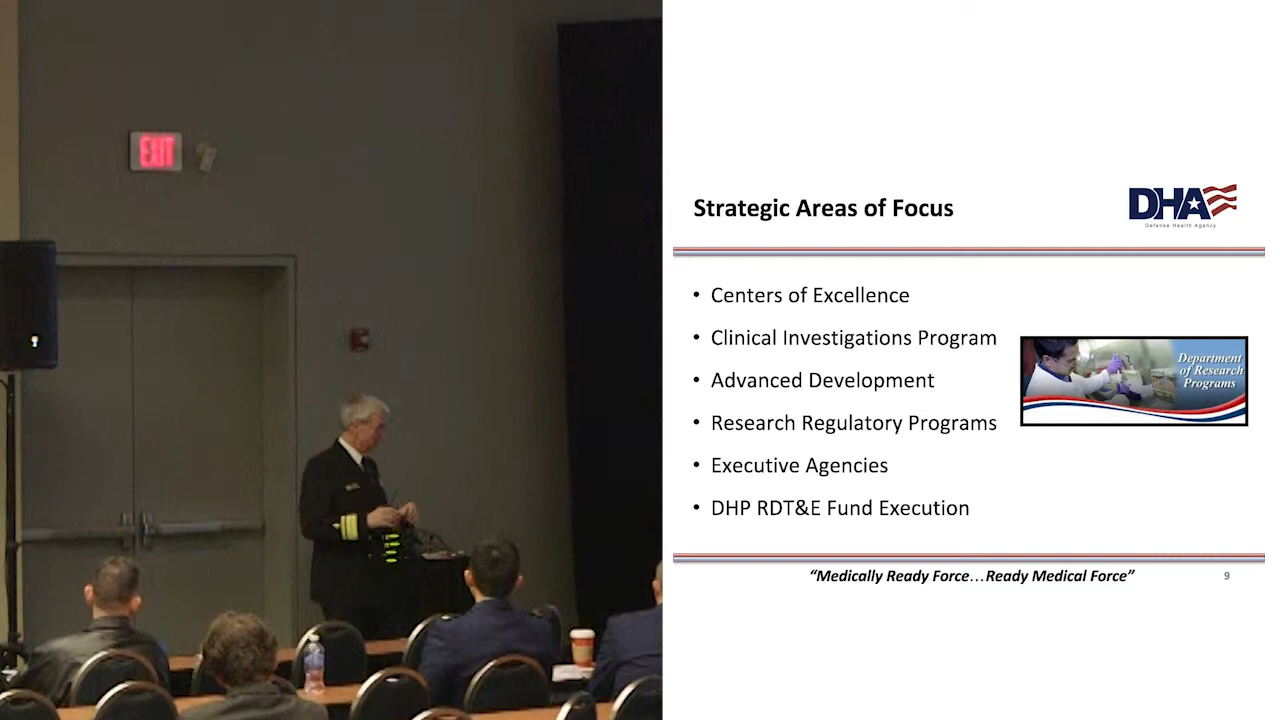 EXIT
Strategic Areas of Focus
DHA
Defense Health Agency
• Centers of Excellence
• Clinical Investigations Program
• Advanced Development
• Research Regulatory Programs
• Executive Agencies
• DHP RDT&E Fund Execution
Department
of Research
Programs
“Medically Ready Force…Ready Medical Force”
9